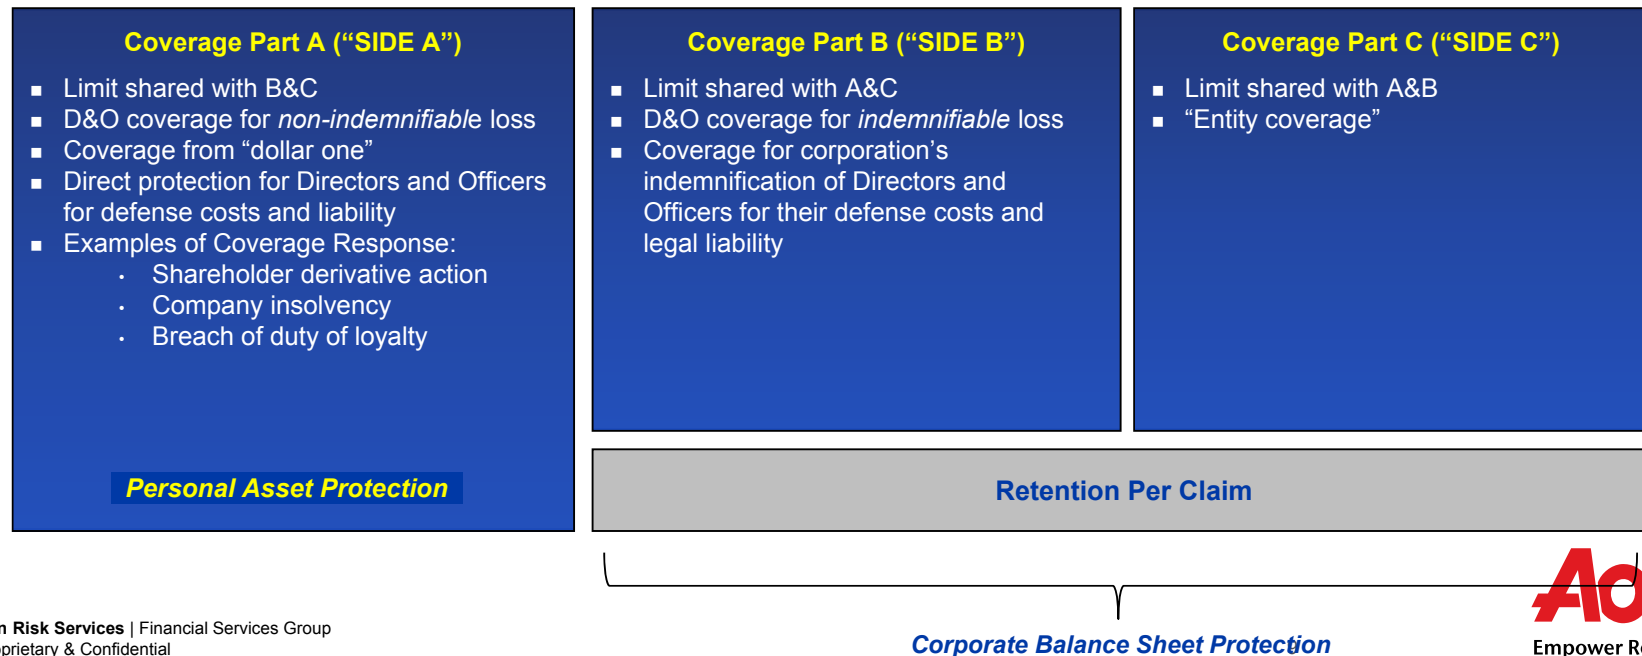 Coverage Part A (“SIDE A”)
■ Limit shared with B&C
■ D&O coverage for non-indemnifiable loss
■ Coverage from “dollar one”
■ Direct protection for Directors and Officers
for defense costs and liability
■ Examples of Coverage Response:
• Shareholder derivative action
• Company insolvency
• Breach of duty of loyalty
Personal Asset Protection
Coverage Part B (“SIDE B”)
■ Limit shared with A&C
■ D&O coverage for indemnifiable loss
■ Coverage for corporation’s
indemnification of Directors and
Officers for their defense costs and
legal liability
Coverage Part C (“SIDE C”)
■ Limit shared with A&B
■ “Entity coverage”
Retention Per Claim
Corporate Balance Sheet Protection
n Risk Services | Financial Services Group
oprietary & Confidential
Ao
Empower Re